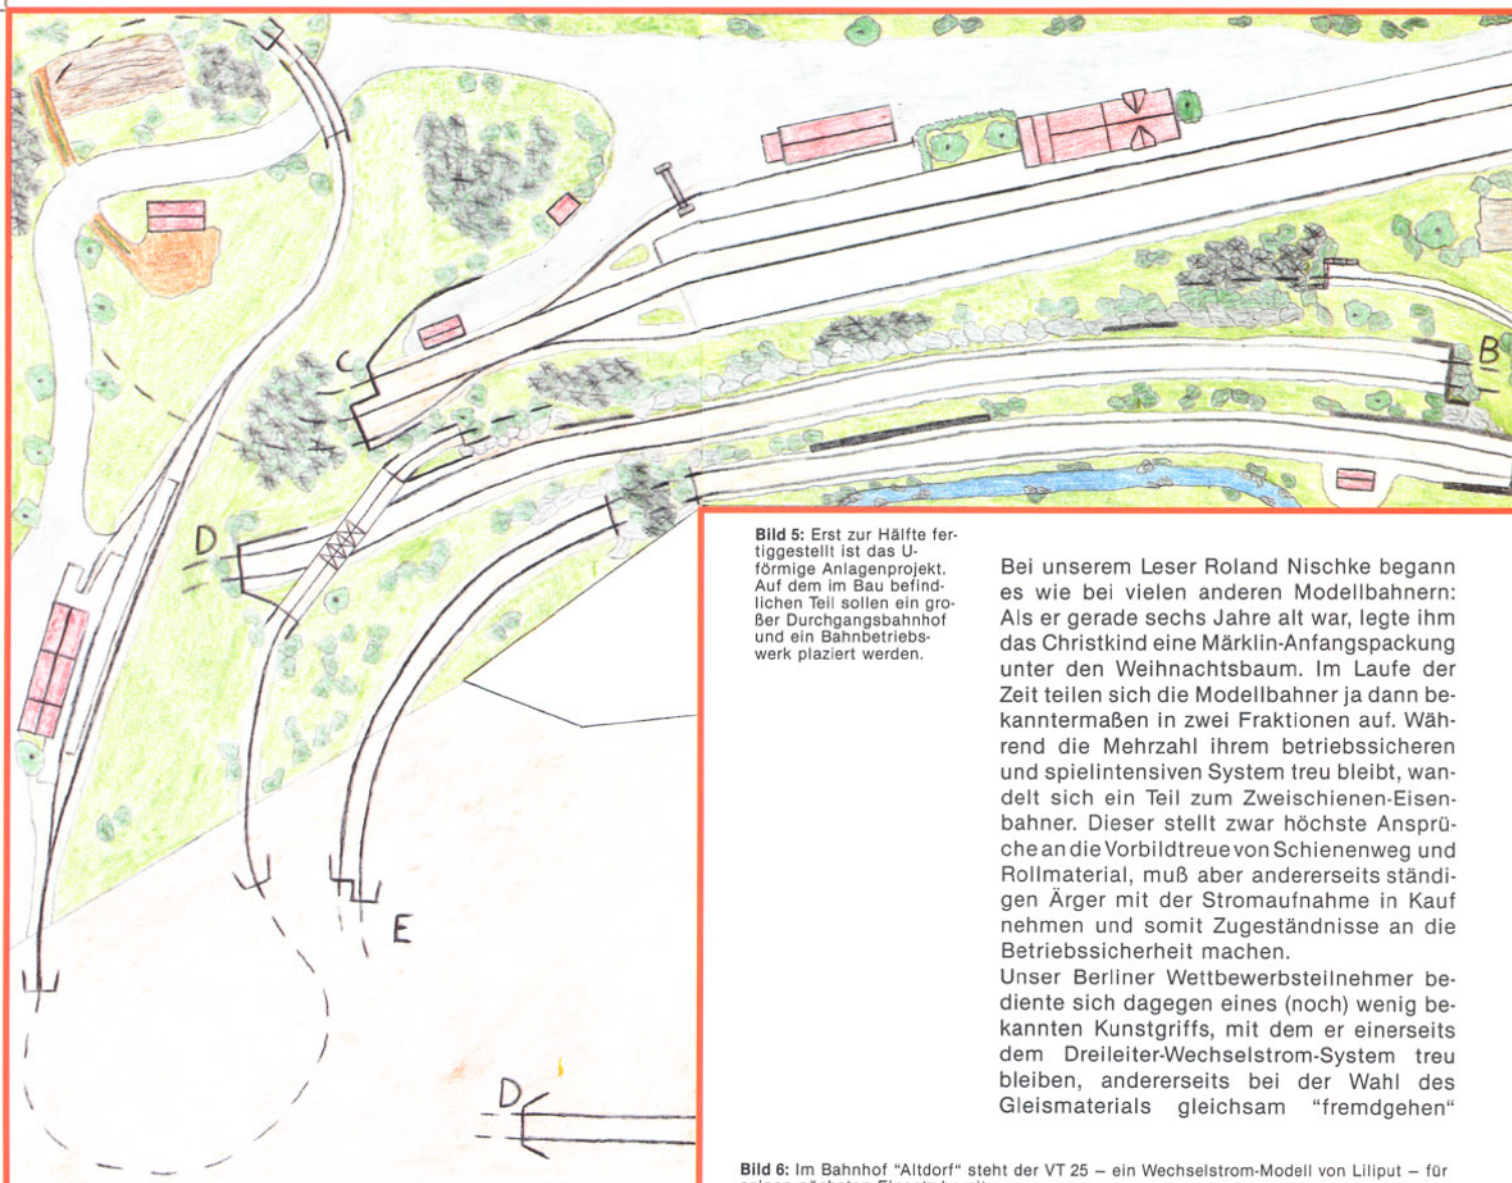 C
B
D
E
D
Bild 5: Erst zur Hälfte fer-
tiggestellt ist das U-
förmige Anlagenprojekt.
Auf dem im Bau befind-
lichen Teil sollen ein gro-
ßer Durchgangsbahnhof
und ein Bahnbetriebs-
werk plaziert werden.
Bei unserem Leser Roland Nischke begann
es wie bei vielen anderen Modellbahnern:
Als er gerade sechs Jahre alt war, legte ihm
das Christkind eine Märklin-Anfangspackung
unter den Weihnachtsbaum. Im Laufe der
Zeit teilen sich die Modellbahner ja dann be-
kanntermaßen in zwei Fraktionen auf. Wäh-
rend die Mehrzahl ihrem betriebssicheren
und spielintensiven System treu bleibt, wan-
delt sich ein Teil zum Zweischienen-Eisen-
bahner. Dieser stellt zwar höchste Ansprü-
che an die Vorbildtreue von Schienenweg und
Rollmaterial, muß aber andererseits ständi-
gen Ärger mit der Stromaufnahme in Kauf
nehmen und somit Zugeständnisse an die
Betriebssicherheit machen.
Unser Berliner Wettbewerbsteilnehmer be-
diente sich dagegen eines (noch) wenig be-
kannten Kunstgriffs, mit dem er einerseits
dem Dreileiter-Wechselstrom-System treu
bleiben, andererseits bei der Wahl des
Gleismaterials gleichsam “fremdgehen“
Bild 6: Im Bahnhof “Altdorf“ steht der VT 25 – ein Wechselstrom-Modell von Liliput – für